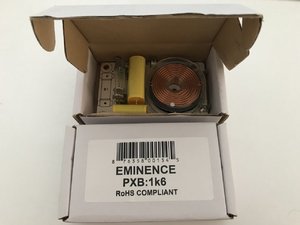 EMINENCE
PXB:1k6
RoHS COMPLIANT